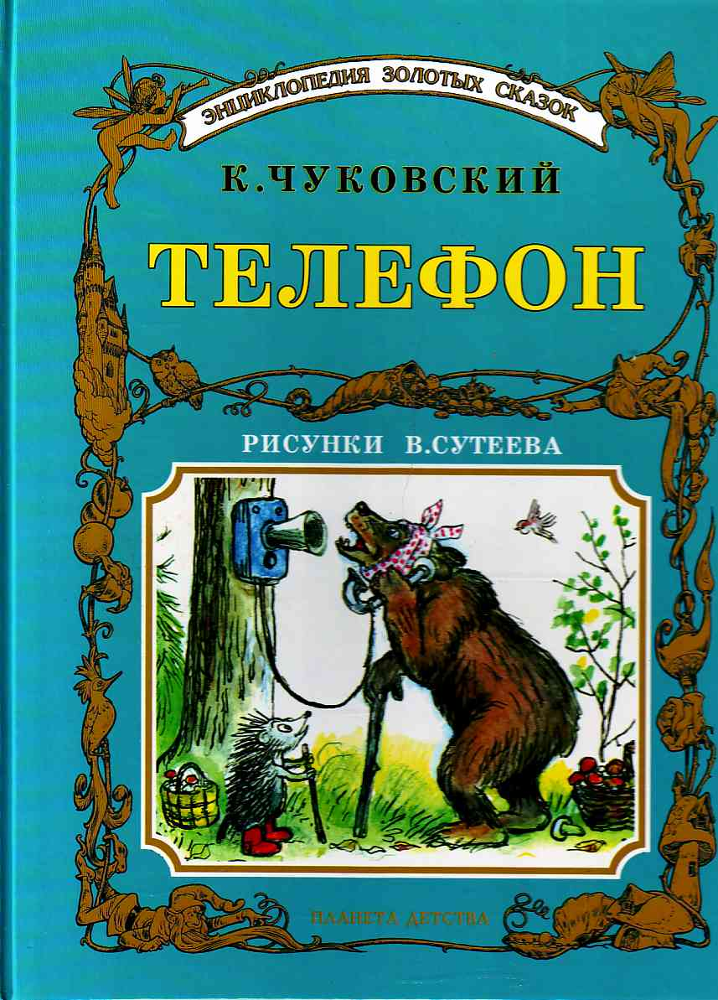 ЭНЦИКЛОПЕДИЯ ЗОЛОТЫХ СКАЗОК
К.ЧУКОВСКИЙ
ТЕЛЕФОН
РИСУНКИ В.СУТЕЕВА
ПЛАНЕТА ДЕТСТВА